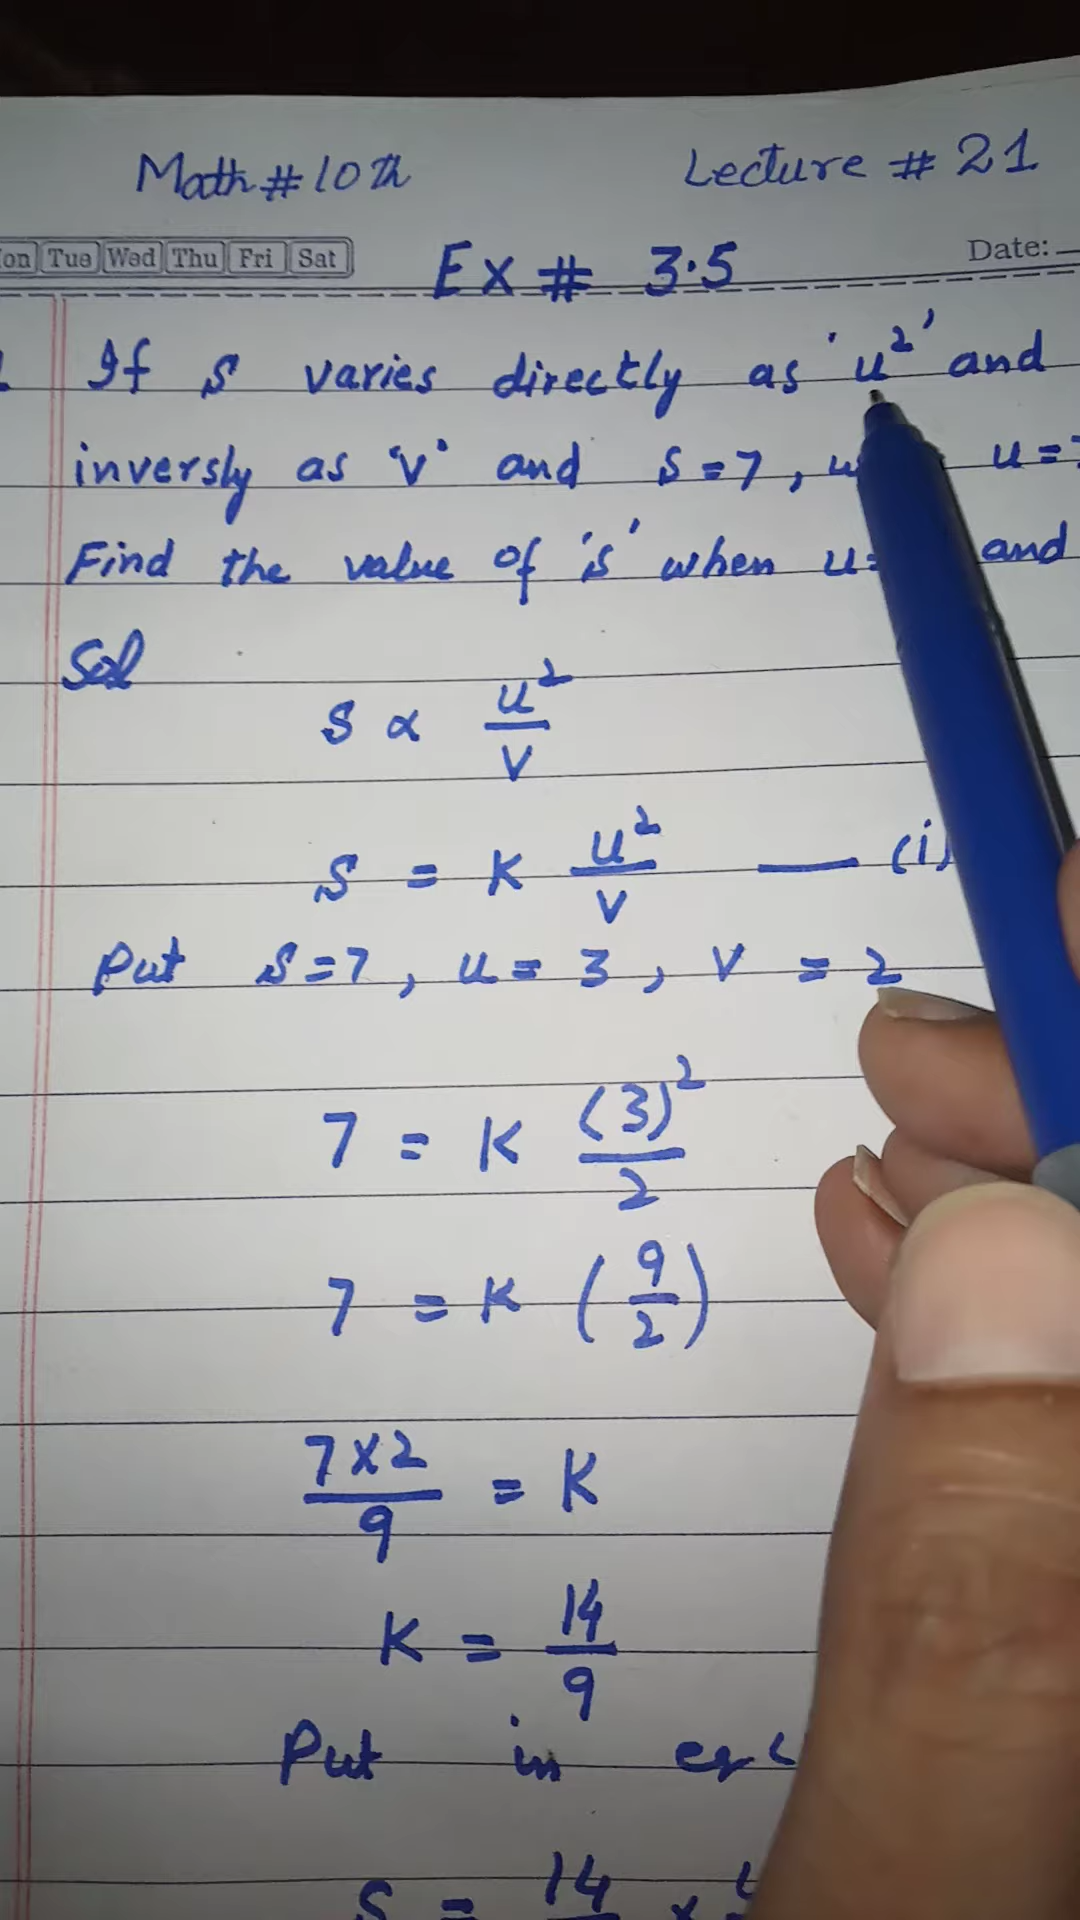 Math # 10th Lecture # 21
Tue Wed Thu Fri Sat Date:
Ex # 3.5
If S varies directly as 'u²' and
inversly as 'v' and S = 7, u =
Find the value of 's' when u= and
Sol
S ∝ u²/v
S = K u²/v — (i)
Put S=7, u = 3, v = 2
7 = K (3)²/2
7 = K (9/2)
7×2/9 = K
K = 14/9
Put in
S = 14 ×